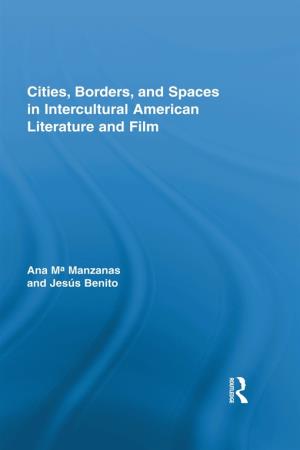 Cities, Borders, and Spaces
in Intercultural American
Literature and Film
Ana Mª Manzanas
and Jesús Benito
ROUTLEDGE